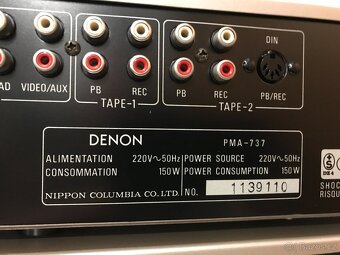 DIN
AD VIDEO/AUX PB REC PB REC PB/REC
TAPE-1 TAPE-2
DENON PMA-737
ALIMENTATION 220V~50Hz POWER SOURCE 220V~50Hz
CONSOMMATION 150W POWER CONSUMPTION 150W
NIPPON COLUMBIA CO. LTD. NO. 1139110
S
DE4
SHOC
RISQU